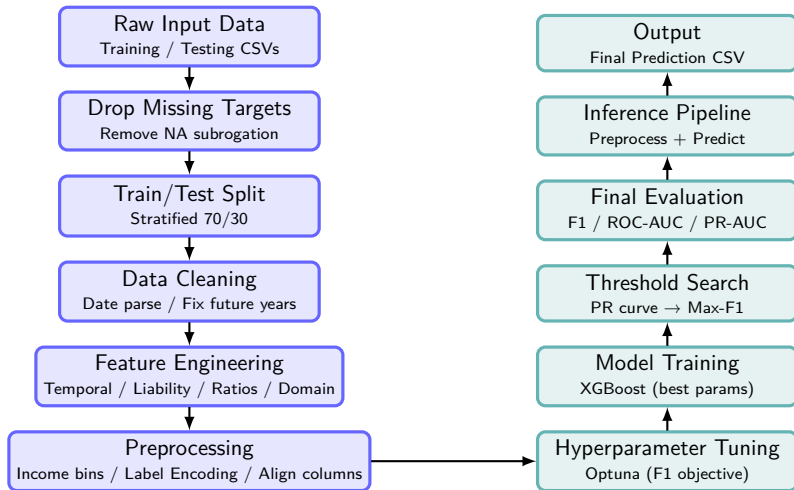 Raw Input Data
Training / Testing CSVs
Drop Missing Targets
Remove NA subrogation
Train/Test Split
Stratified 70/30
Data Cleaning
Date parse / Fix future years
Feature Engineering
Temporal / Liability / Ratios / Domain
Preprocessing
Income bins / Label Encoding / Align columns
Output
Final Prediction CSV
Inference Pipeline
Preprocess + Predict
Final Evaluation
F1 / ROC-AUC / PR-AUC
Threshold Search
PR curve → Max-F1
Model Training
XGBoost (best params)
Hyperparameter Tuning
Optuna (F1 objective)